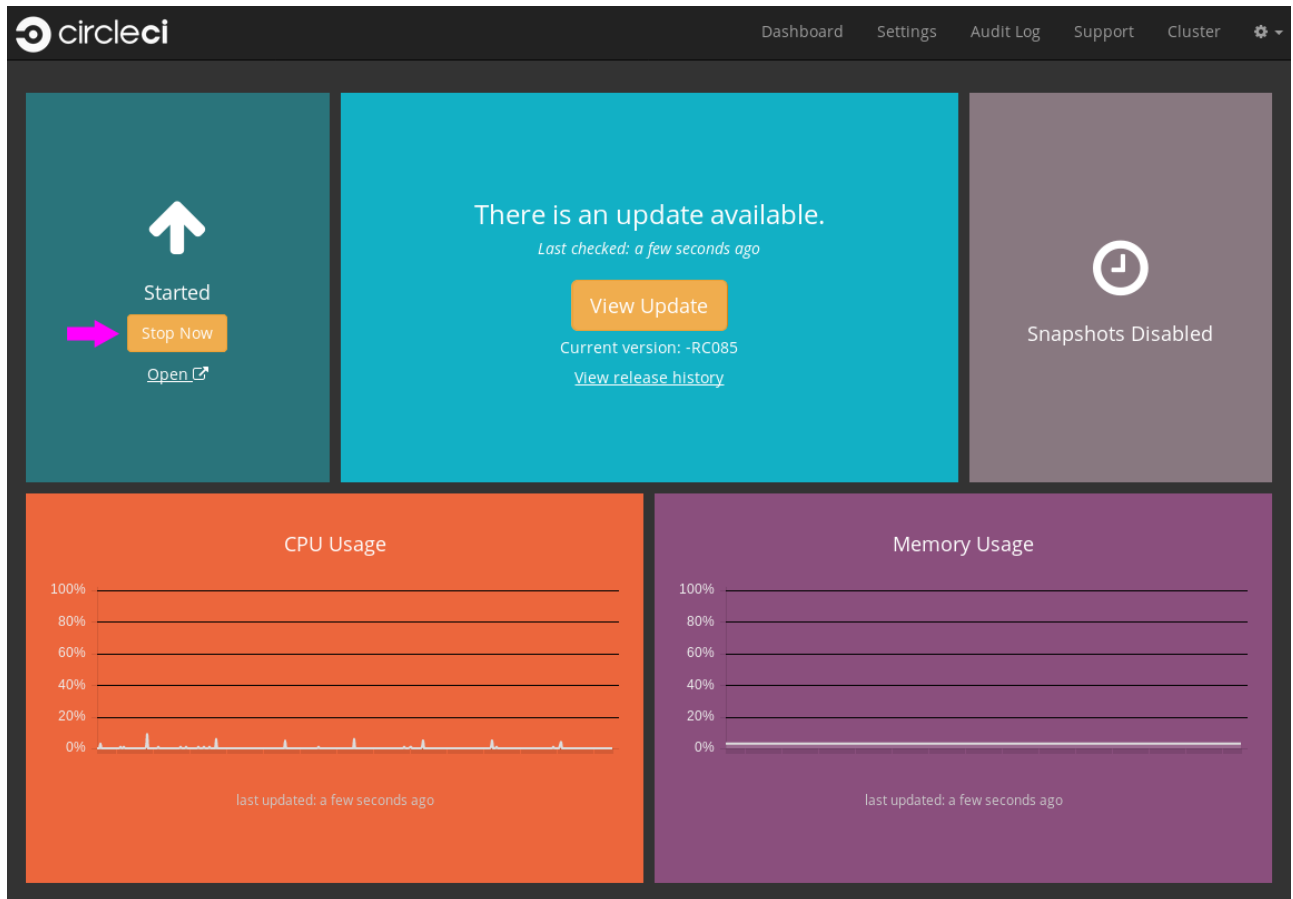 circleci
Dashboard Settings Audit Log Support Cluster
Started
Stop Now
Open
There is an update available.
Last checked: a few seconds ago
View Update
Current version: -RC085
View release history
Snapshots Disabled
CPU Usage
100%
80%
60%
40%
20%
0%
last updated: a few seconds ago
Memory Usage
100%
80%
60%
40%
20%
0%
last updated: a few seconds ago